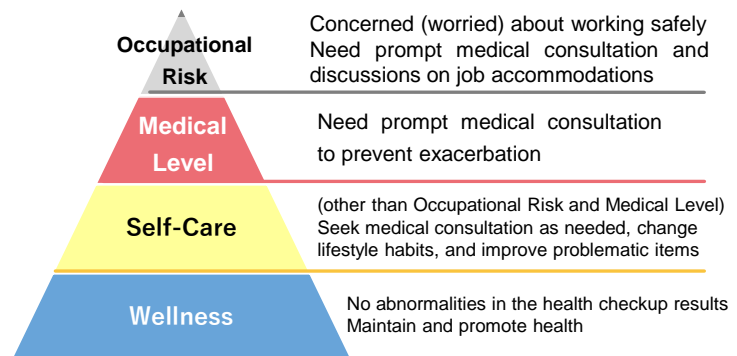 Occupational
Risk
Concerned (worried) about working safely
Need prompt medical consultation and
discussions on job accommodations
Medical
Level
Need prompt medical consultation
to prevent exacerbation
Self-Care
(other than Occupational Risk and Medical Level)
Seek medical consultation as needed, change
lifestyle habits, and improve problematic items
Wellness
No abnormalities in the health checkup results
Maintain and promote health